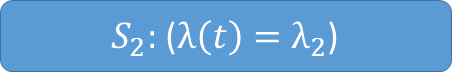 S₂: (λ(t) = λ₂)